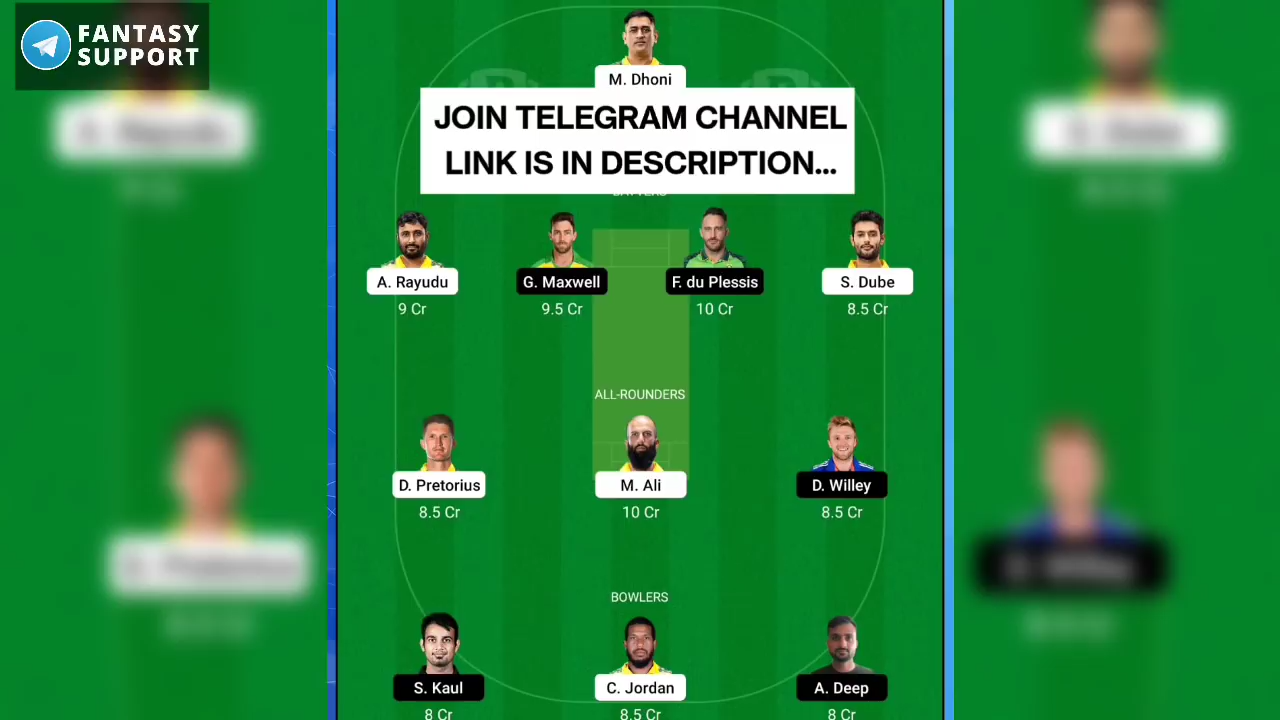 FANTASY
SUPPORT
M. Dhoni
JOIN TELEGRAM CHANNEL
LINK IS IN DESCRIPTION...
A. Rayudu
G. Maxwell
F. du Plessis
S. Dube
9 Cr
9.5 Cr
10 Cr
8.5 Cr
ALL-ROUNDERS
D. Pretorius
M. Ali
D. Willey
8.5 Cr
10 Cr
8.5 Cr
BOWLERS
S. Kaul
C. Jordan
A. Deep
8 Cr
8.5 Cr
8 Cr